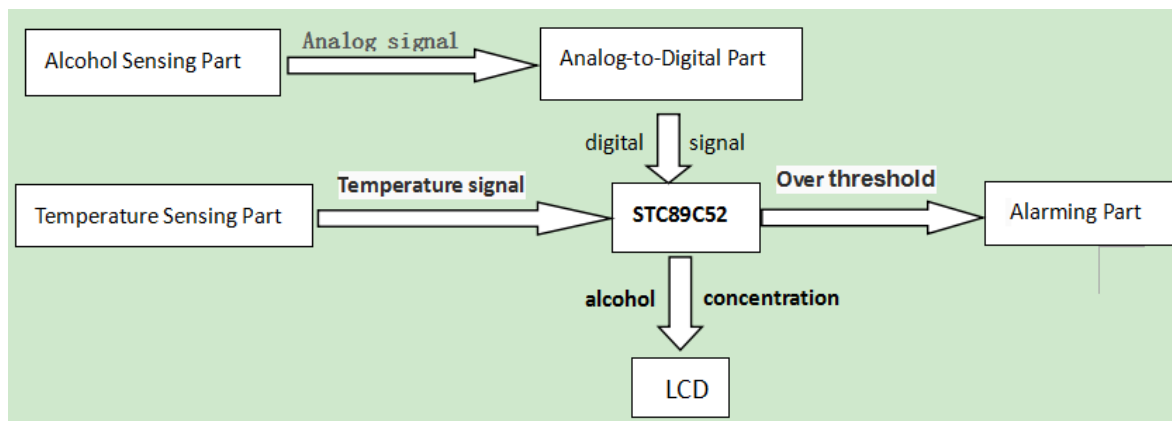 Analog signal
Alcohol Sensing Part
Analog-to-Digital Part
digital signal
Temperature signal
Over threshold
Temperature Sensing Part
STC89C52
Alarming Part
alcohol concentration
LCD